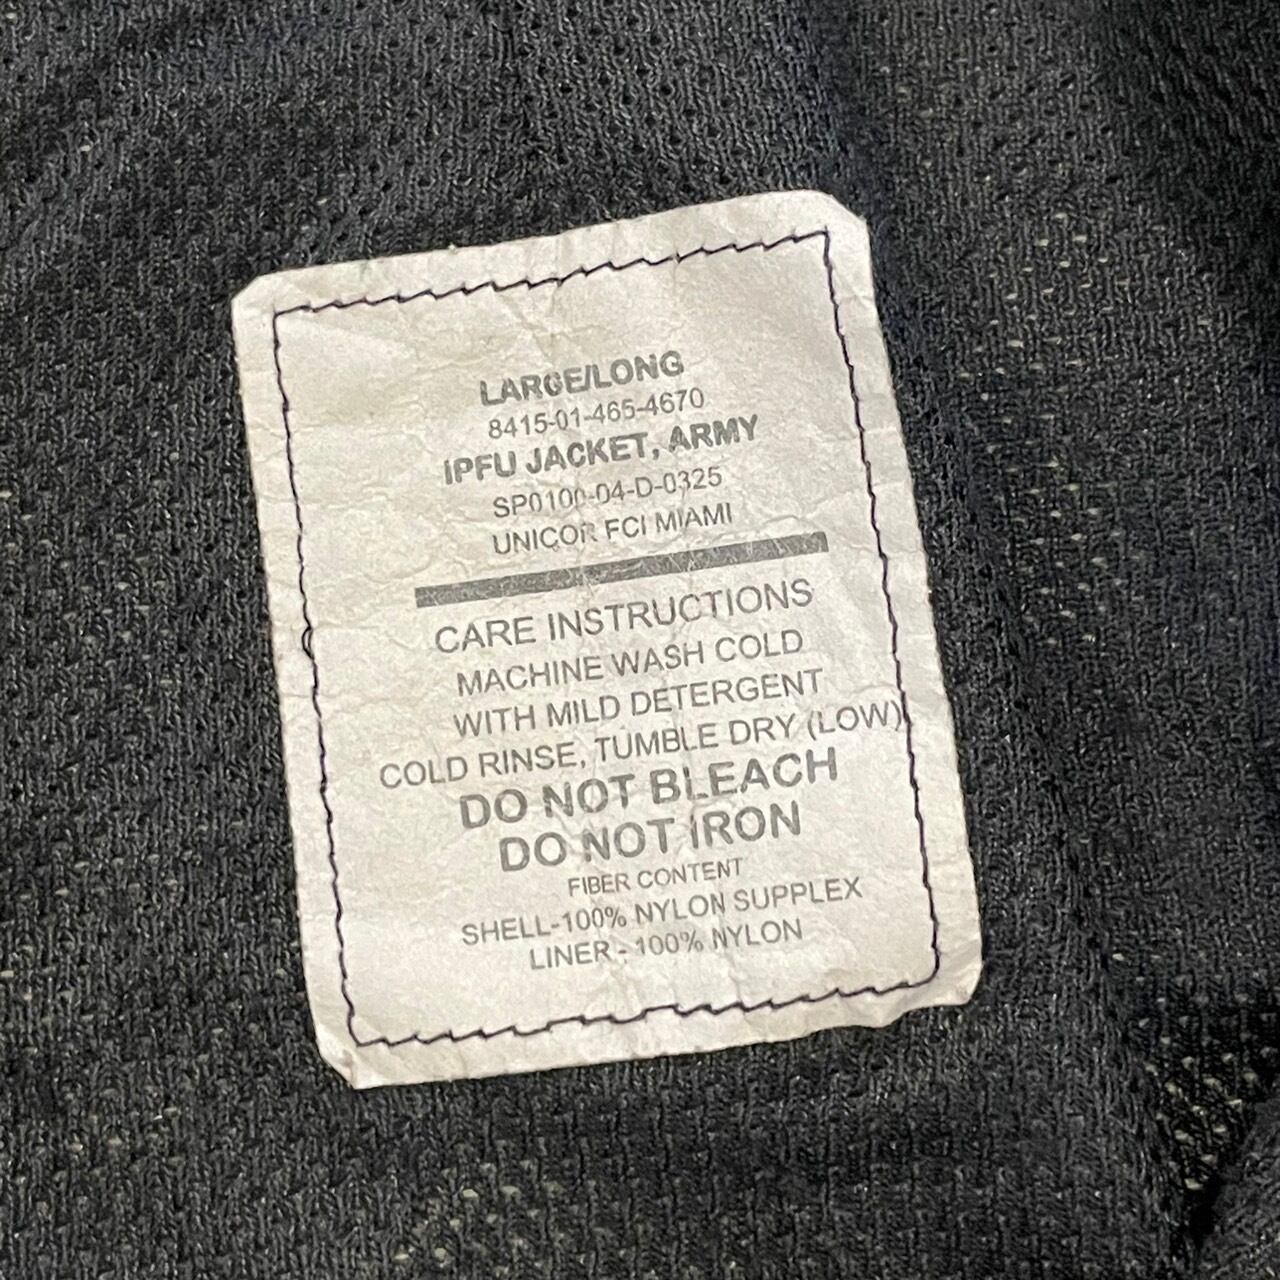 LARGE/LONG
8415-01-465-4670
IPFU JACKET, ARMY
SP0100-04-D-0325
UNICOR FCI MIAMI
CARE INSTRUCTIONS
MACHINE WASH COLD
WITH MILD DETERGENT
COLD RINSE, TUMBLE DRY (LOW)
DO NOT BLEACH
DO NOT IRON
FIBER CONTENT
SHELL-100% NYLON SUPPLEX
LINER - 100% NYLON